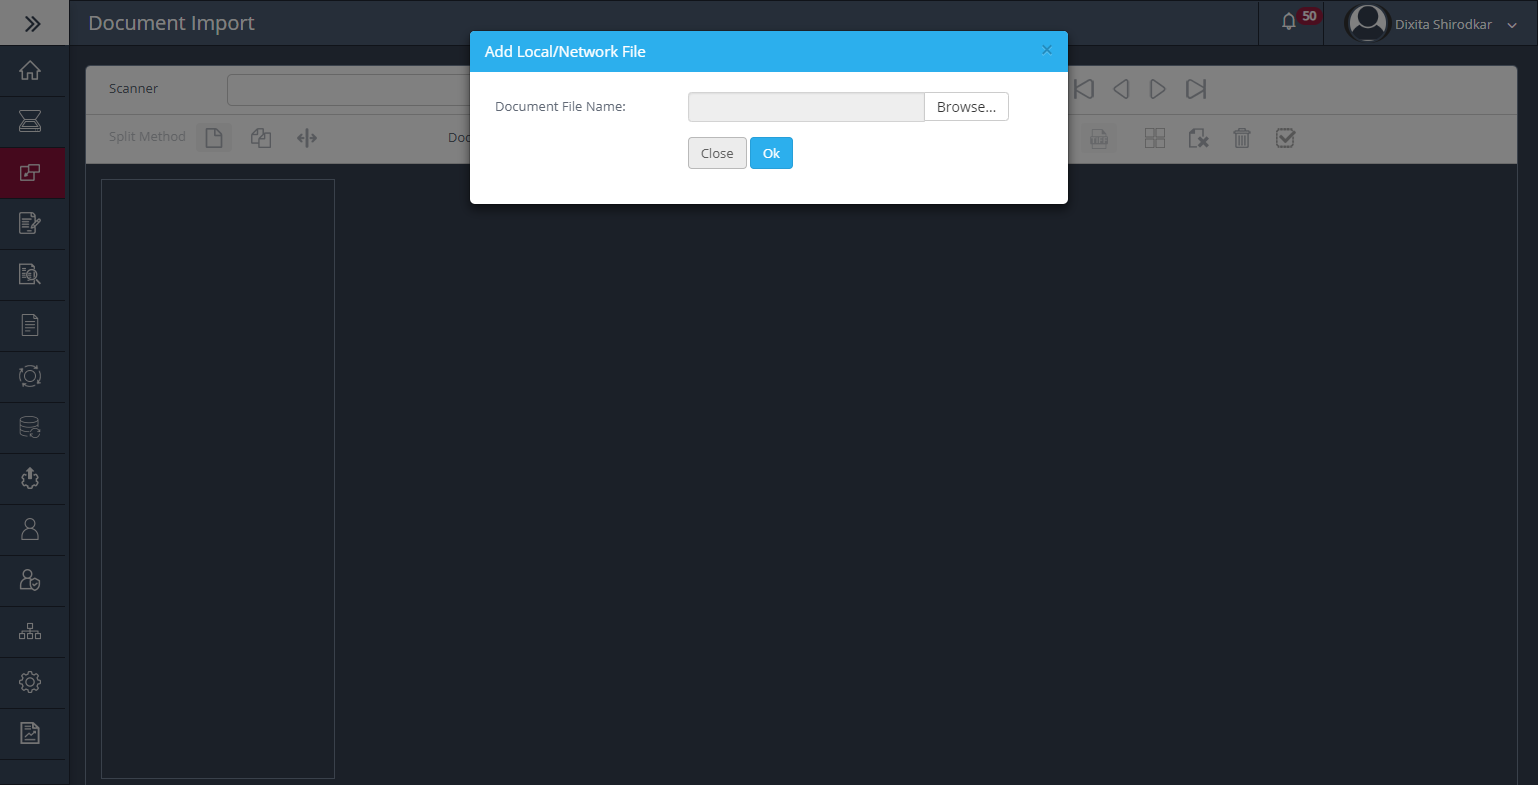 Document Import
50
Dixita Shirodkar
Add Local/Network File
×
Scanner
Document File Name:
Browse...
Split Method
Doc
Close
Ok